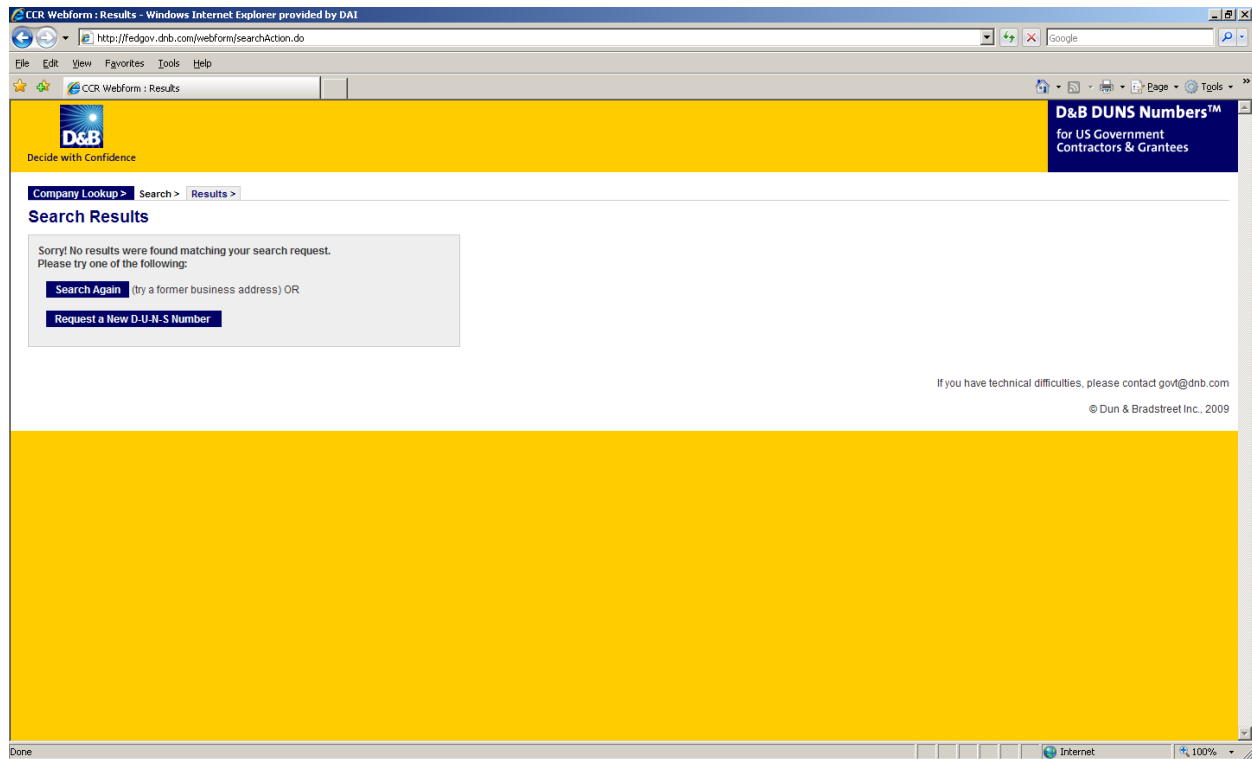 CCR Webform : Results - Windows Internet Explorer provided by DAI
http://fedgov.dnb.com/webform/searchAction.do
Google
File Edit View Favorites Tools Help
CCR Webform : Results
Page Tools »
D&B
Decide with Confidence
D&B DUNS Numbers™
for US Government
Contractors & Grantees
Company Lookup > Search > Results >
Search Results
Sorry! No results were found matching your search request.
Please try one of the following:
Search Again (try a former business address) OR
Request a New D-U-N-S Number
If you have technical difficulties, please contact govt@dnb.com
© Dun & Bradstreet Inc., 2009
Done
Internet
100%